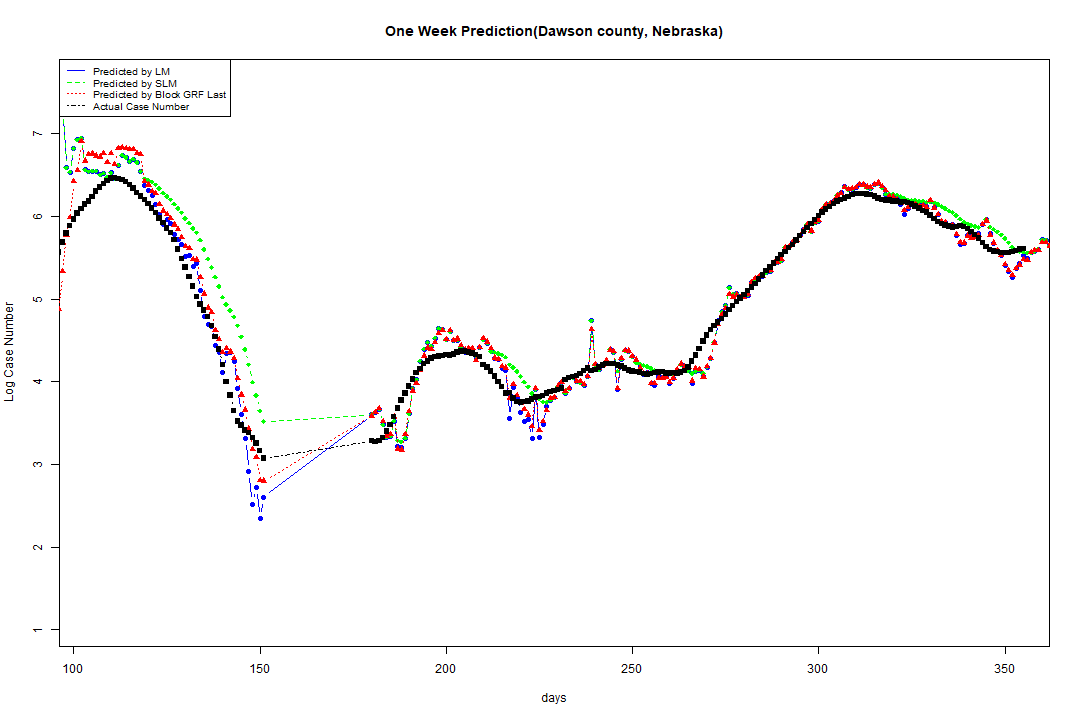 One Week Prediction(Dawson county, Nebraska)
Predicted by LM
Predicted by SLM
Predicted by Block GRF Last
Actual Case Number
Log Case Number
7
6
5
4
3
2
1
100 150 200 250 300 350
days